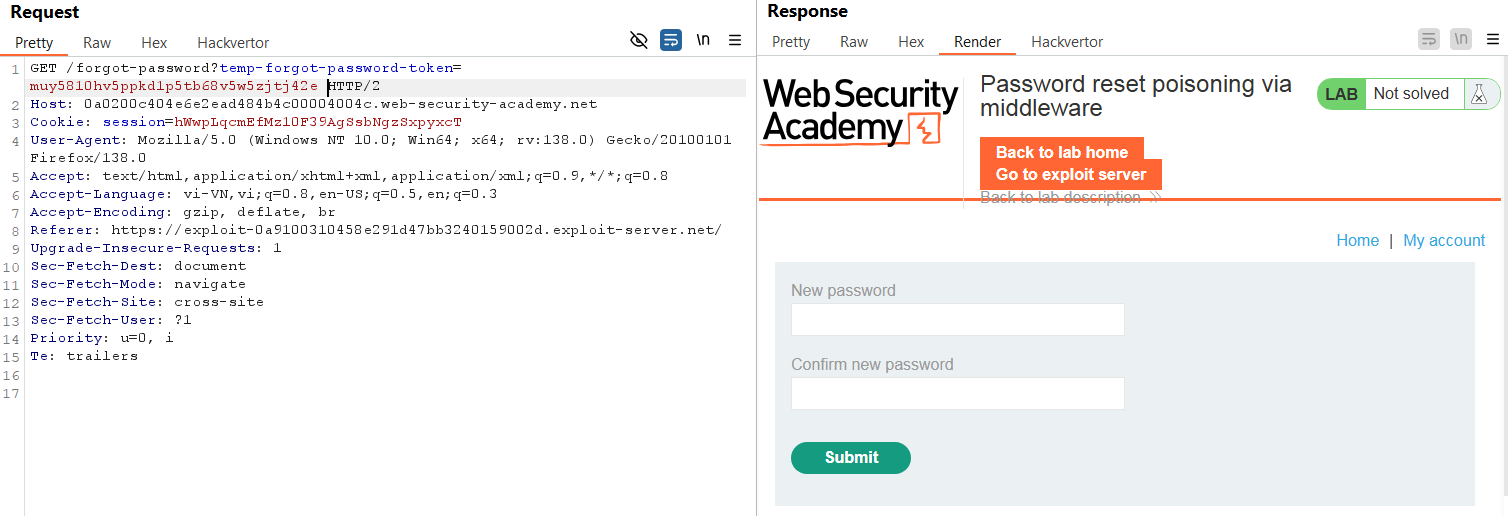 Request
Pretty Raw Hex Hackvertor
\n
1 GET /forgot-password?temp-forgot-password-token=
muy5810hv5ppkd1p5tb68v5w5zjtj42e HTTP/2
2 Host: 0a0200c404e6e2ead484b4c00004004c.web-security-academy.net
3 Cookie: session=hWwpLqcmEfMz10F39AgSsbNgzSxpyxcT
4 User-Agent: Mozilla/5.0 (Windows NT 10.0; Win64; x64; rv:138.0) Gecko/20100101
Firefox/138.0
5 Accept: text/html,application/xhtml+xml,application/xml;q=0.9,*/*;q=0.8
6 Accept-Language: vi-VN,vi;q=0.8,en-US;q=0.5,en;q=0.3
7 Accept-Encoding: gzip, deflate, br
8 Referer: https://exploit-0a9100310458e291d47bb3240159002d.exploit-server.net/
9 Upgrade-Insecure-Requests: 1
10 Sec-Fetch-Dest: document
11 Sec-Fetch-Mode: navigate
12 Sec-Fetch-Site: cross-site
13 Sec-Fetch-User: ?1
14 Priority: u=0, i
15 Te: trailers
16
17
Response
Pretty Raw Hex Render Hackvertor
\n
Web Security
Academy
Password reset poisoning via
middleware
LAB Not solved
Back to lab home
Go to exploit server
Back to lab description
Home | My account
New password
Confirm new password
Submit